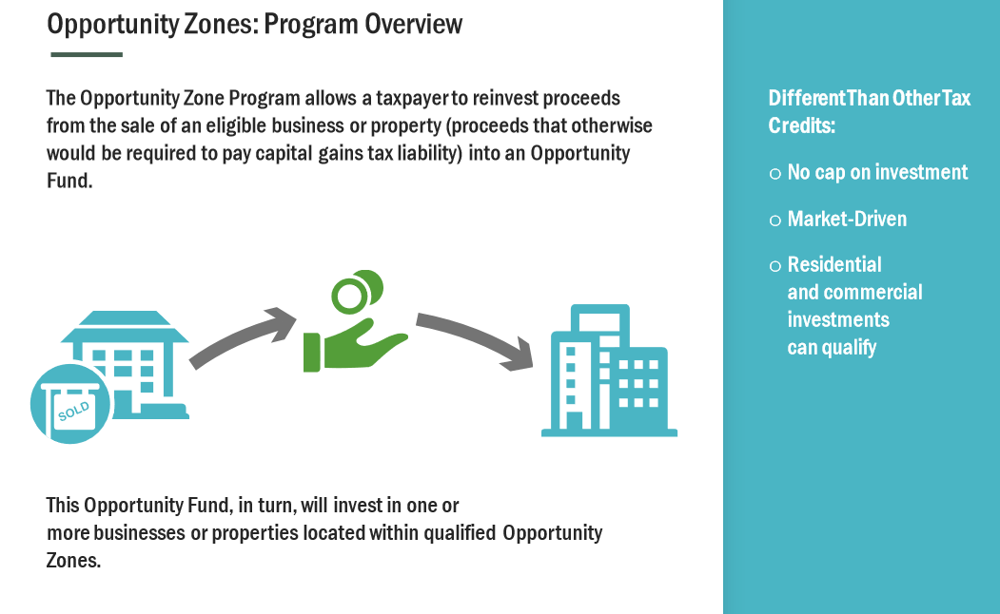 Opportunity Zones: Program Overview
The Opportunity Zone Program allows a taxpayer to reinvest proceeds
from the sale of an eligible business or property (proceeds that otherwise
would be required to pay capital gains tax liability) into an Opportunity
Fund.
SOLD
This Opportunity Fund, in turn, will invest in one or
more businesses or properties located within qualified Opportunity
Zones.
Different Than Other Tax
Credits:
○ No cap on investment
○ Market-Driven
○ Residential
and commercial
investments
can qualify